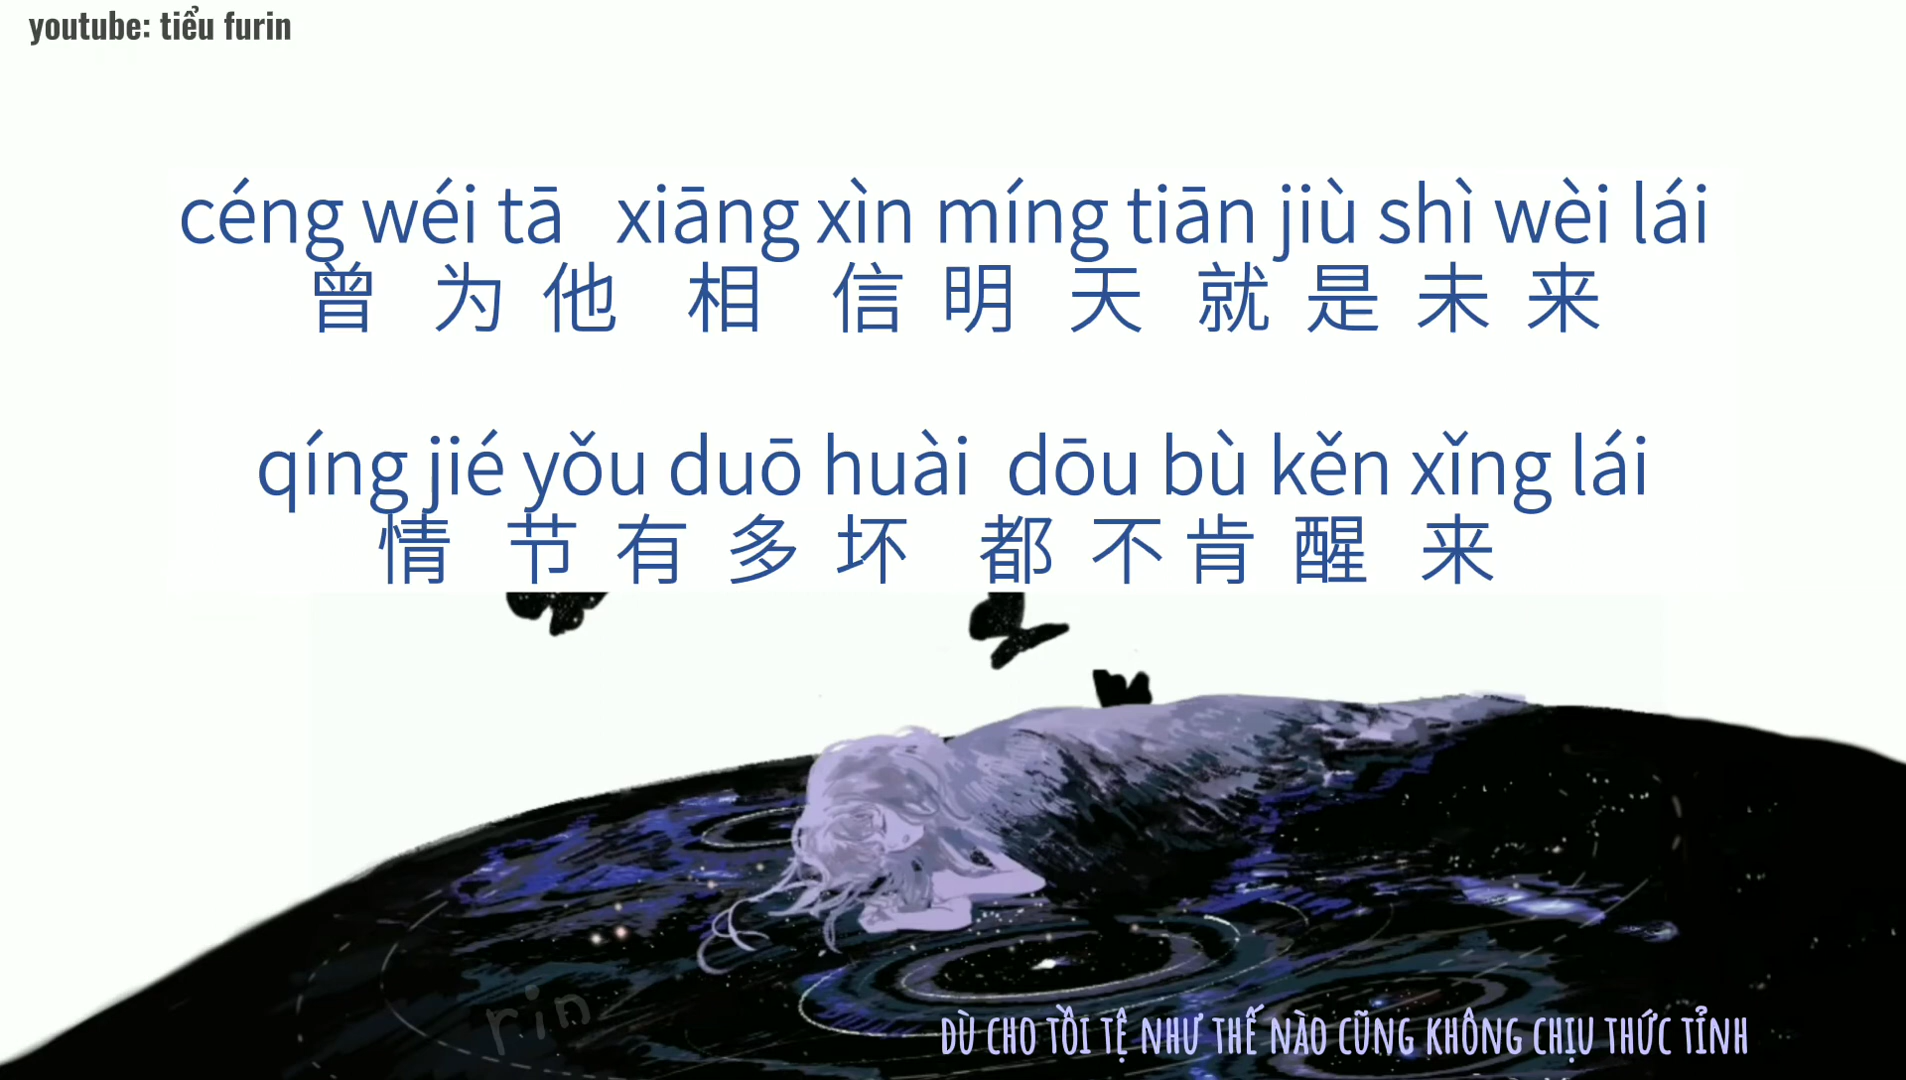 youtube: tiểu furin
céng wéi tā xiāng xìn míng tiān jiù shì wèi lái
曾 为 他 相 信 明 天 就 是 未 来
qíng jié yǒu duō huài dōu bù kěn xǐng lái
情 节 有 多 坏 都 不 肯 醒 来
rin
DÙ CHO TỒI TỆ NHƯ THẾ NÀO CŨNG KHÔNG CHỊU THỨC TỈNH